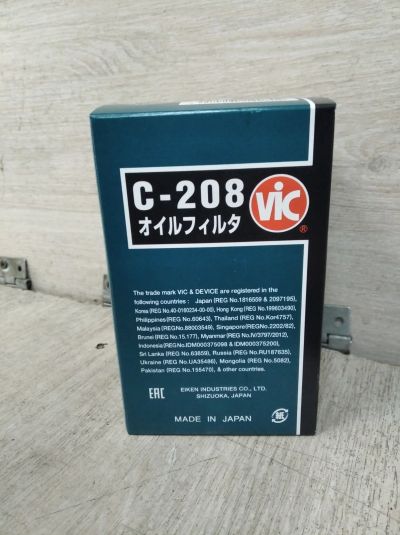 C-208
オイルフィルタ
VIC
®
The trade mark VIC & DEVICE are registered in the
following countries : Japan (REG No.1816559 & 2097195),
Korea (REG No.40-0160234-00-00), Hong Kong (REG No.199603490),
Philippines(REG No.60643), Thailand (REG No.Kor4757),
Malaysia(REG No.88003549), Singapore(REG No.2202/82),
Brunei (REG No.15,177), Myanmar(REG No.IV/3797/2012),
Indonesia(REGNo.IDM000375098 & IDM000375200),
Sri Lanka (REG No.63659), Russia (REG No.RU187635),
Ukraine (REG No.UA35486), Mongolia (REG No.5082),
Pakistan (REG No.155470), & other countries.
EAC
EIKEN INDUSTRIES CO., LTD.
SHIZUOKA, JAPAN
MADE IN JAPAN